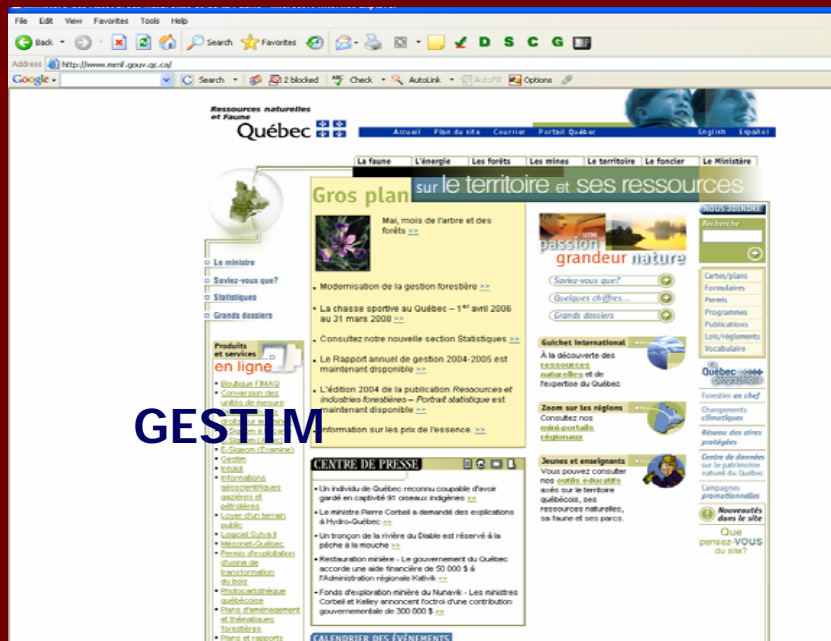 File Edit View Favorites Tools Help
Back Search Favorites D S C G
Address http://www.mrnf.gouv.qc.ca/
Google Search 2 blocked Check AutoLink AutoFill Options
Ressources naturelles
et Faune
Québec
Accueil Plan du site Courrier Portail Québec English Español
La faune L'énergie Les forêts Les mines Le territoire Le foncier Le Ministère
Gros plan sur le territoire et ses ressources
Le ministre
Saviez-vous que?
Statistiques
Grands dossiers
Produits
et services
en ligne
• Boutique FIMAQ
• Conversion des
unités de mesure
• E-Sigeom (Examine)
• Gestim
• Intolot
• Informations
géoscientifiques
gazières et
pétrolières
• Louer d'un terrain
public
• Logiciel Sylva II
• Mésonet-Québec
• Permis d'exploitation
d'usine de
transformation
du bois
• Photocartothèque
québécoise
• Plans d'aménagement
et thématiques
forestières
• Plans et rapports
GESTIM
Mai, mois de l'arbre et des
forêts >>
• Modernisation de la gestion forestière >>
• La chasse sportive au Québec – 1er avril 2006
au 31 mars 2008 >>
• Consultez notre nouvelle section Statistiques >>
• Le Rapport annuel de gestion 2004-2005 est
maintenant disponible >>
• L'édition 2004 de la publication Ressources et
industries forestières – Portrait statistique est
maintenant disponible >>
Information sur les prix de l'essence. >>
CENTRE DE PRESSE
• Un individu de Québec reconnu coupable d'avoir
gardé en captivité 91 oiseaux indigènes >>
• Le ministre Pierre Corbeil a demandé des explications
à Hydro-Québec >>
• Un tronçon de la rivière du Diable est réservé à la
pêche à la mouche >>
• Restauration minière - Le gouvernement du Québec
accorde une aide financière de 50 000 $ à
l'Administration régionale Kativik >>
• Fonds d'exploration minière du Nunavik - Les ministres
Corbeil et Kelley annoncent l'octroi d'une contribution
gouvernementale de 300 000 $ >>
CALENDRIER DES ÉVÉNEMENTS
une
passion
grandeur nature
Saviez-vous que?
Quelques chiffres...
Grands dossiers
Guichet international
À la découverte des
ressources
naturelles et de
l'expertise du Québec
Zoom sur les régions
Consultez nos
mini-portails
régionaux
Jeunes et enseignants
Vous pouvez consulter
nos outils éducatifs
axés sur le territoire
québécois, ses
ressources naturelles,
sa faune et ses parcs.
NOUS JOINDRE
Recherche
Cartes/plans
Formulaires
Permis
Programmes
Publications
Lois/règlements
Vocabulaire
Québec
géographique
Forestier en chef
Changements
climatiques
Réseau des aires
protégées
Centre de données
sur le patrimoine
naturel du Québec
Campagnes
promotionnelles
Nouveautés
dans le site
Que
pensez-VOUS
du site?